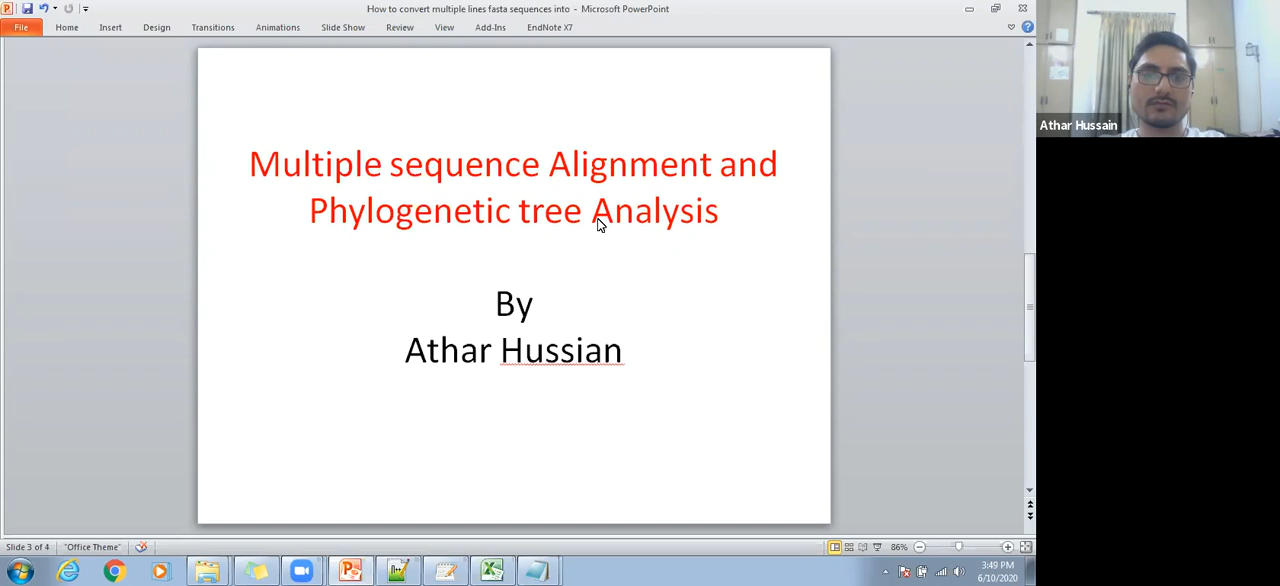 How to convert multiple lines fasta sequences into - Microsoft PowerPoint
File Home Insert Design Transitions Animations Slide Show Review View Add-Ins EndNote X7
Athar Hussain
Multiple sequence Alignment and
Phylogenetic tree Analysis
By
Athar Hussian
Slide 3 of 4 "Office Theme" 86%
3:49 PM
6/10/2020